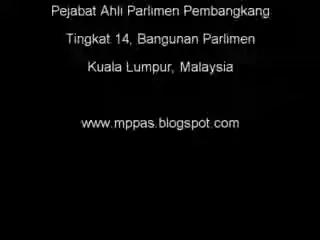 Pejabat Ahli Parlimen Pembangkang
Tingkat 14, Bangunan Parlimen
Kuala Lumpur, Malaysia
www.mppas.blogspot.com